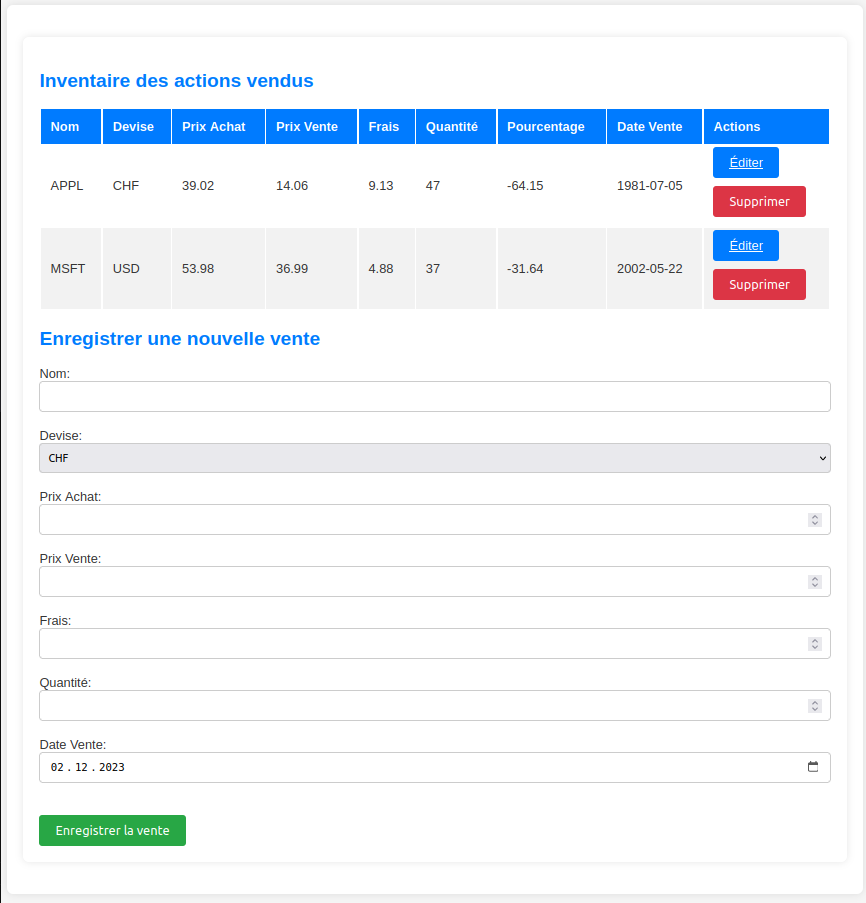 Inventaire des actions vendus
Nom Devise Prix Achat Prix Vente Frais Quantité Pourcentage Date Vente Actions
APPL CHF 39.02 14.06 9.13 47 -64.15 1981-07-05 Éditer
Supprimer
MSFT USD 53.98 36.99 4.88 37 -31.64 2002-05-22 Éditer
Supprimer
Enregistrer une nouvelle vente
Nom:
Devise:
CHF
Prix Achat:
Prix Vente:
Frais:
Quantité:
Date Vente:
02.12.2023
Enregistrer la vente